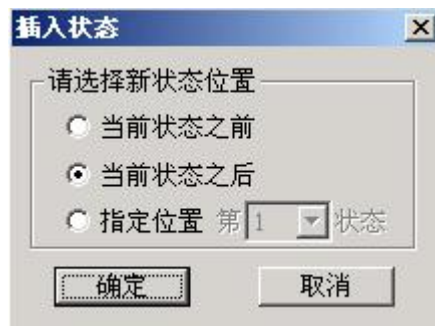 插入状态
请选择新状态位置
当前状态之前
当前状态之后
指定位置 第 1 状态
确定 取消